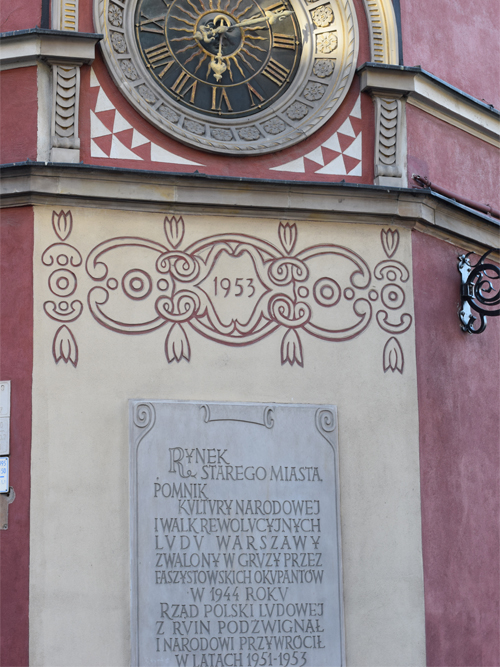 1953
RYNEK
STAREGO MIASTA,
POMNIK
KVLTVRY NARODOWEJ
I WALK REWOLVCYJNYCH
LVDV WARSZAWY
ZWALONY W GRVZY PRZEZ
FASZYSTOWSKICH OKVPANTÓW
W 1944 ROKV
RZĄD POLSKI LVDOWEJ
Z RVIN PODZWIGNĄŁ
I NARODOWI PRZYWRÓCIŁ
W LATACH 1951-1953